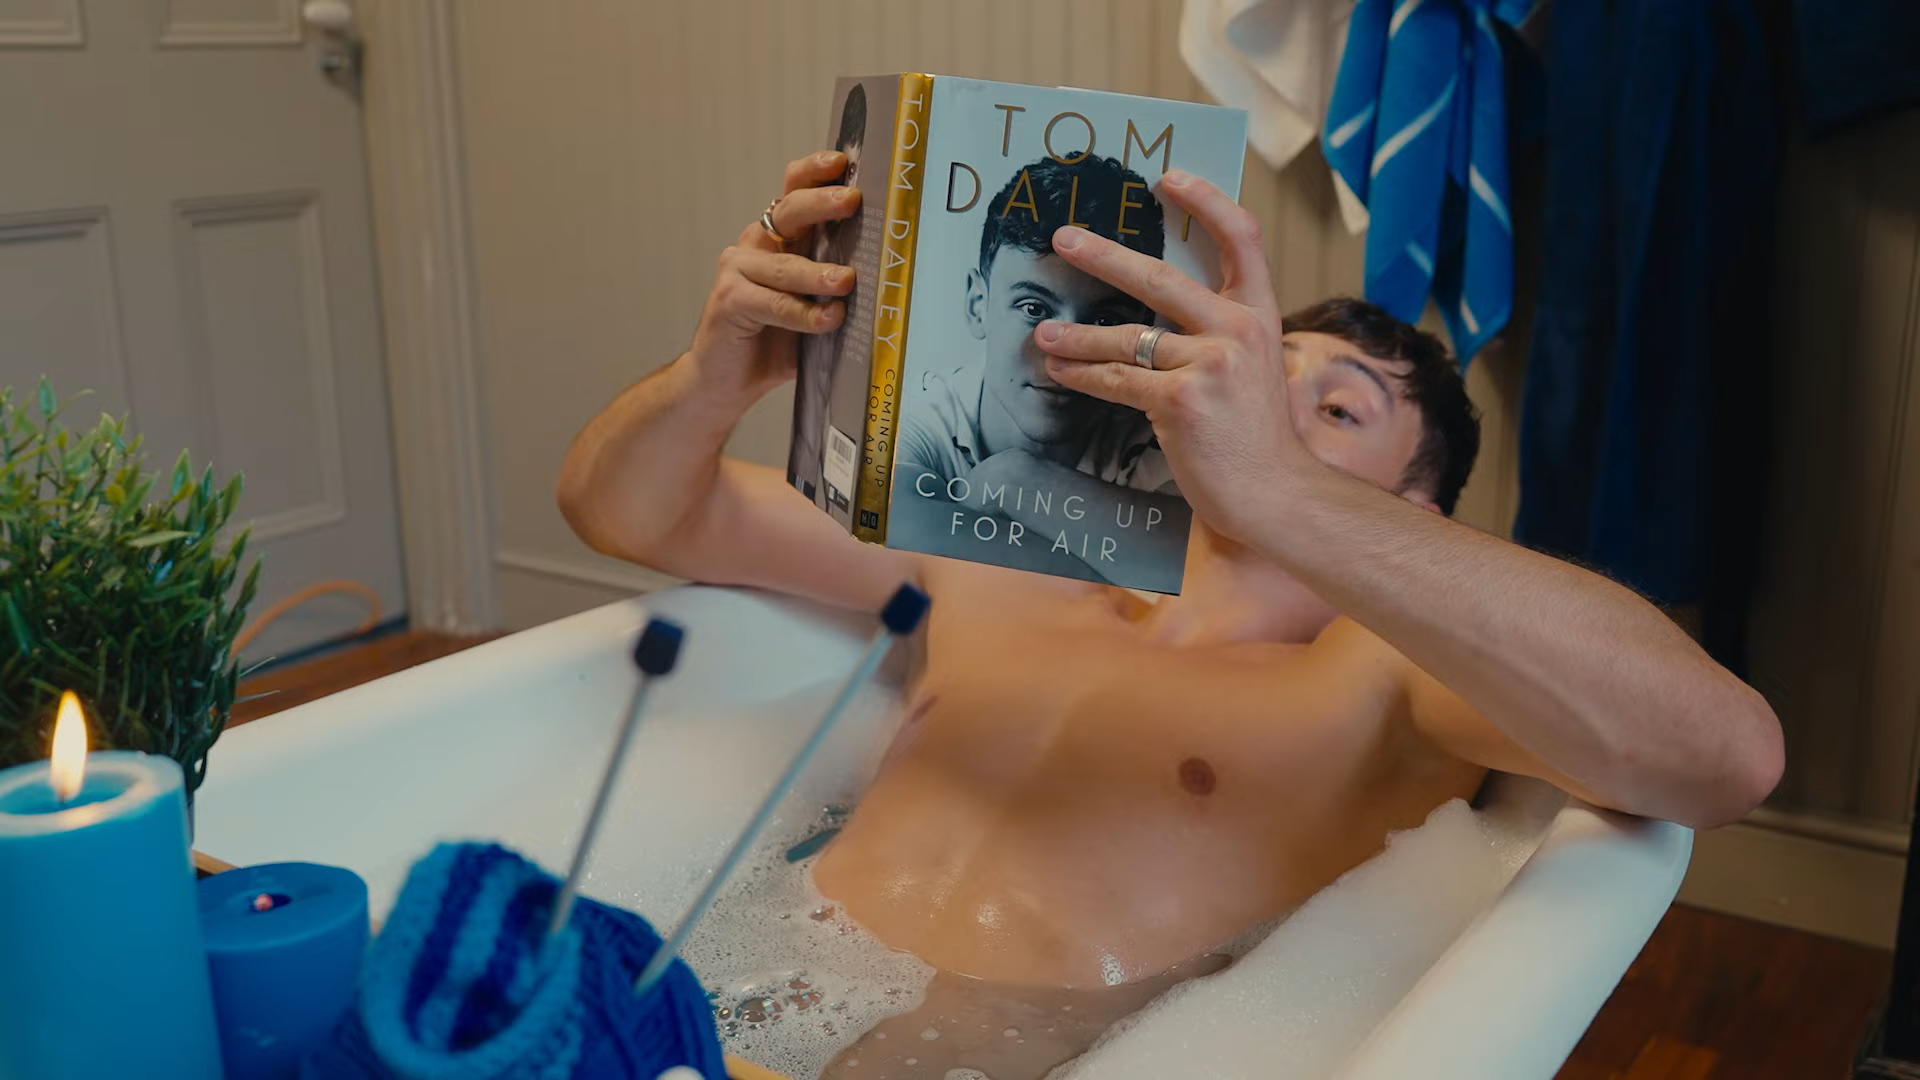 TOM DALEY COMING UP
FOR AIR
TOM
DALEY
COMING UP
FOR AIR